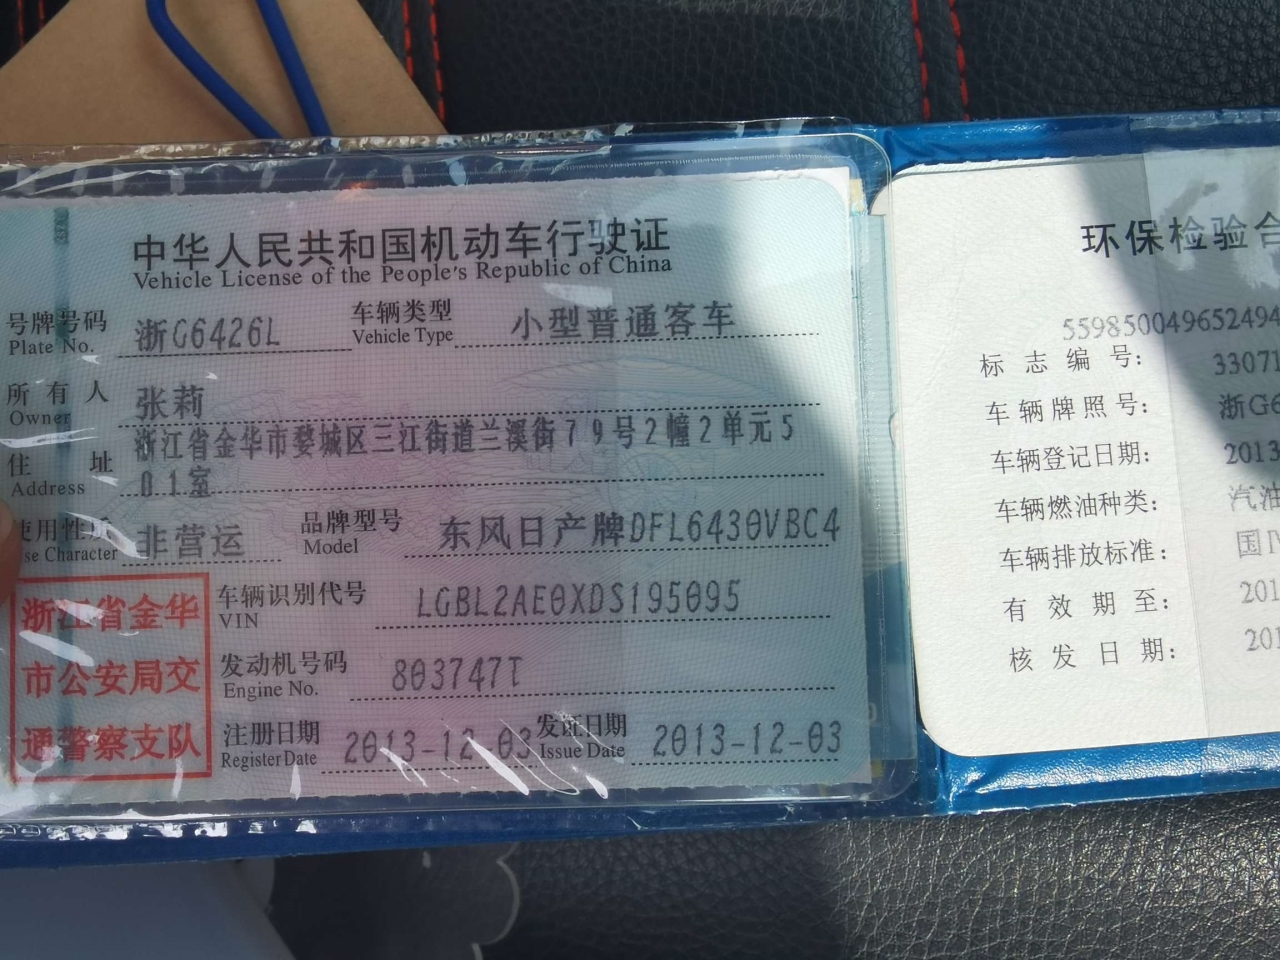 中华人民共和国机动车行驶证
Vehicle License of the People's Republic of China
号牌号码 浙G6426L 车辆类型 小型普通客车
Plate No. Vehicle Type
所有人 张莉
Owner
浙江省金华市婺城区三江街道兰溪街79号2幢2单元5
住址 01室
Address
使用性质 非营运 品牌型号 东风日产牌DFL6430VBC4
se Character Model
浙江省金华
市公安局交
通警察支队
车辆识别代号 LGBL2AE0XDS195095
VIN
发动机号码 803747T
Engine No.
注册日期 2013-12-03 发证日期 2013-12-03
Register Date Issue Date
环保检验合
559850049652494
标志编号: 33071
车辆牌照号: 浙G6
车辆登记日期: 2013
车辆燃油种类: 汽油
车辆排放标准: 国IV
有效期至: 201
核发日期: 201